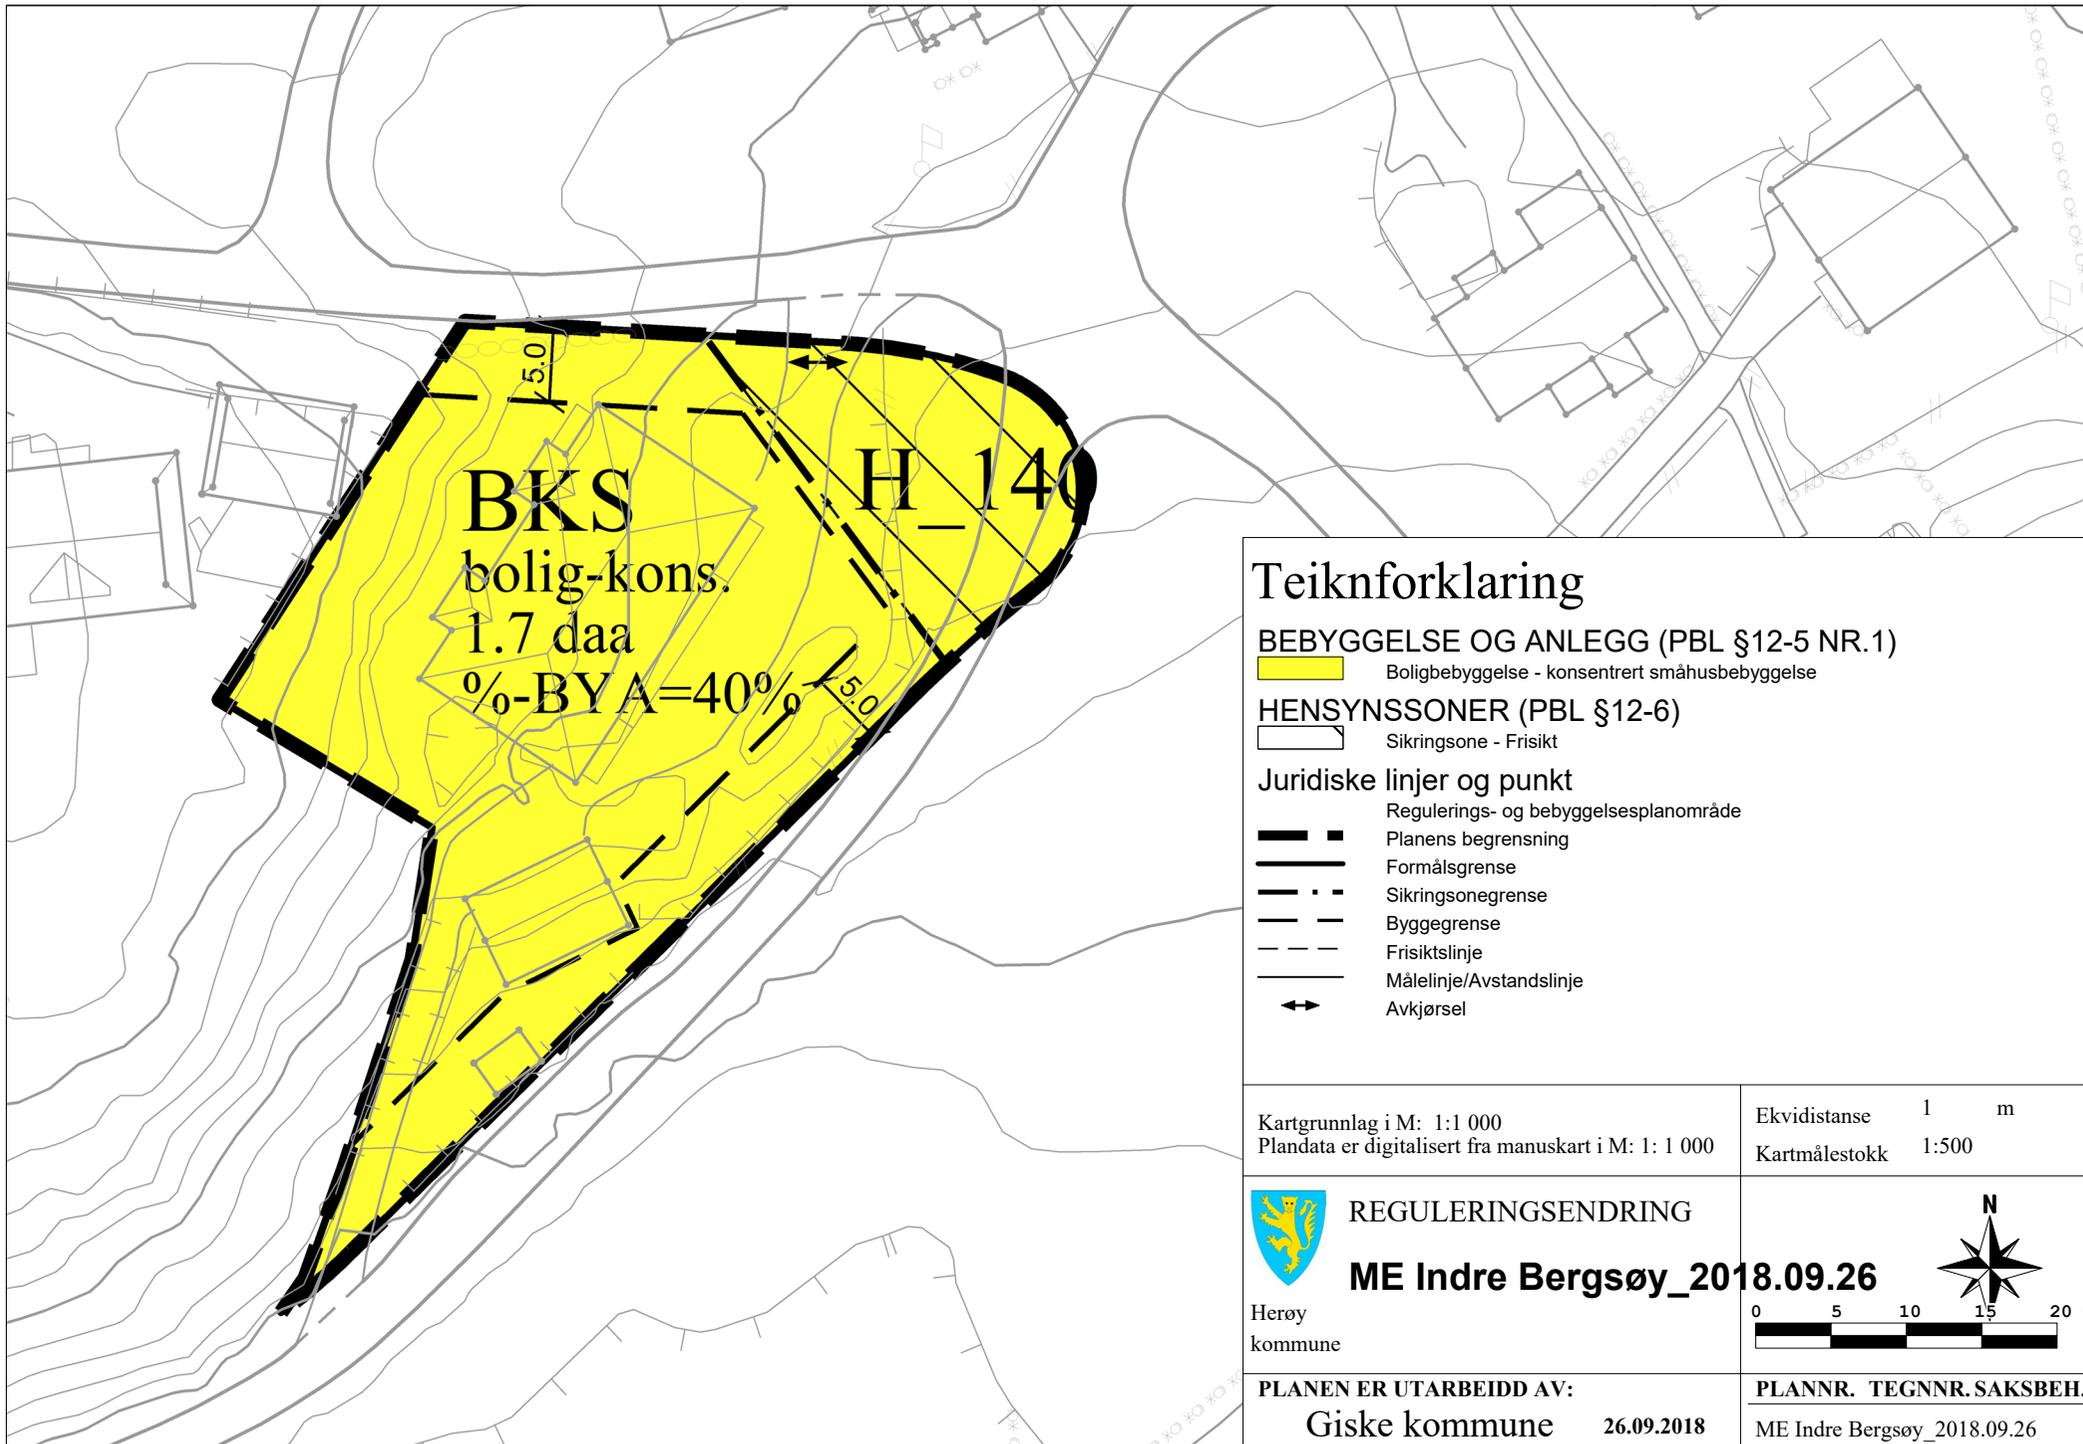 5.0
BKS
bolig-kons.
1.7 daa
%-BYA=40%
H_140
5.0
Teiknforklaring
BEBYGGELSE OG ANLEGG (PBL §12-5 NR.1)
Boligbebyggelse - konsentrert småhusbebyggelse
HENSYNSSONER (PBL §12-6)
Sikringsone - Frisikt
Juridiske linjer og punkt
Regulerings- og bebyggelsesplanområde
Planens begrensning
Formålsgrense
Sikringsonegrense
Byggegrense
Frisiktslinje
Målelinje/Avstandslinje
Avkjørsel
Kartgrunnlag i M: 1:1 000
Plandata er digitalisert fra manuskart i M: 1: 1 000
Ekvidistanse 1 m
Kartmålestokk 1:500
REGULERINGSENDRING
ME Indre Bergsøy_2018.09.26
Herøy
kommune
N
0 5 10 15 20
PLANEN ER UTARBEIDD AV:
Giske kommune 26.09.2018
PLANNR. TEGNNR. SAKSBEH.
ME Indre Bergsøy_2018.09.26